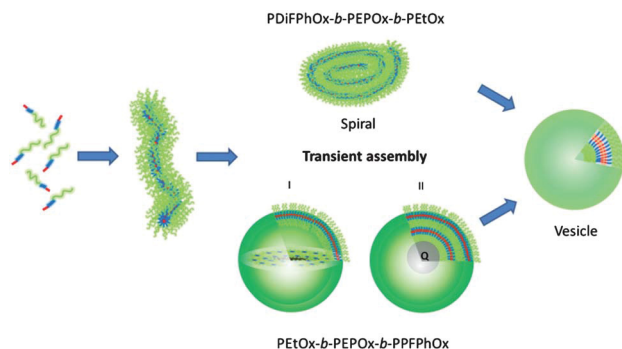 PDiFPhOx-b-PEPOx-b-PEtOx
Spiral
Transient assembly
I II
Q
Vesicle
PEtOx-b-PEPOx-b-PPFPhOx